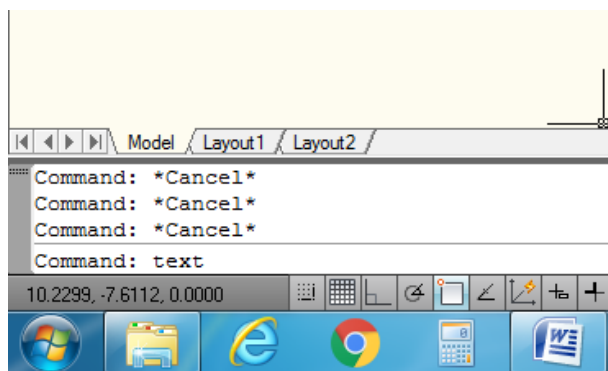 Model Layout1 Layout2
Command: *Cancel*
Command: *Cancel*
Command: *Cancel*
Command: text
10.2299, -7.6112, 0.0000